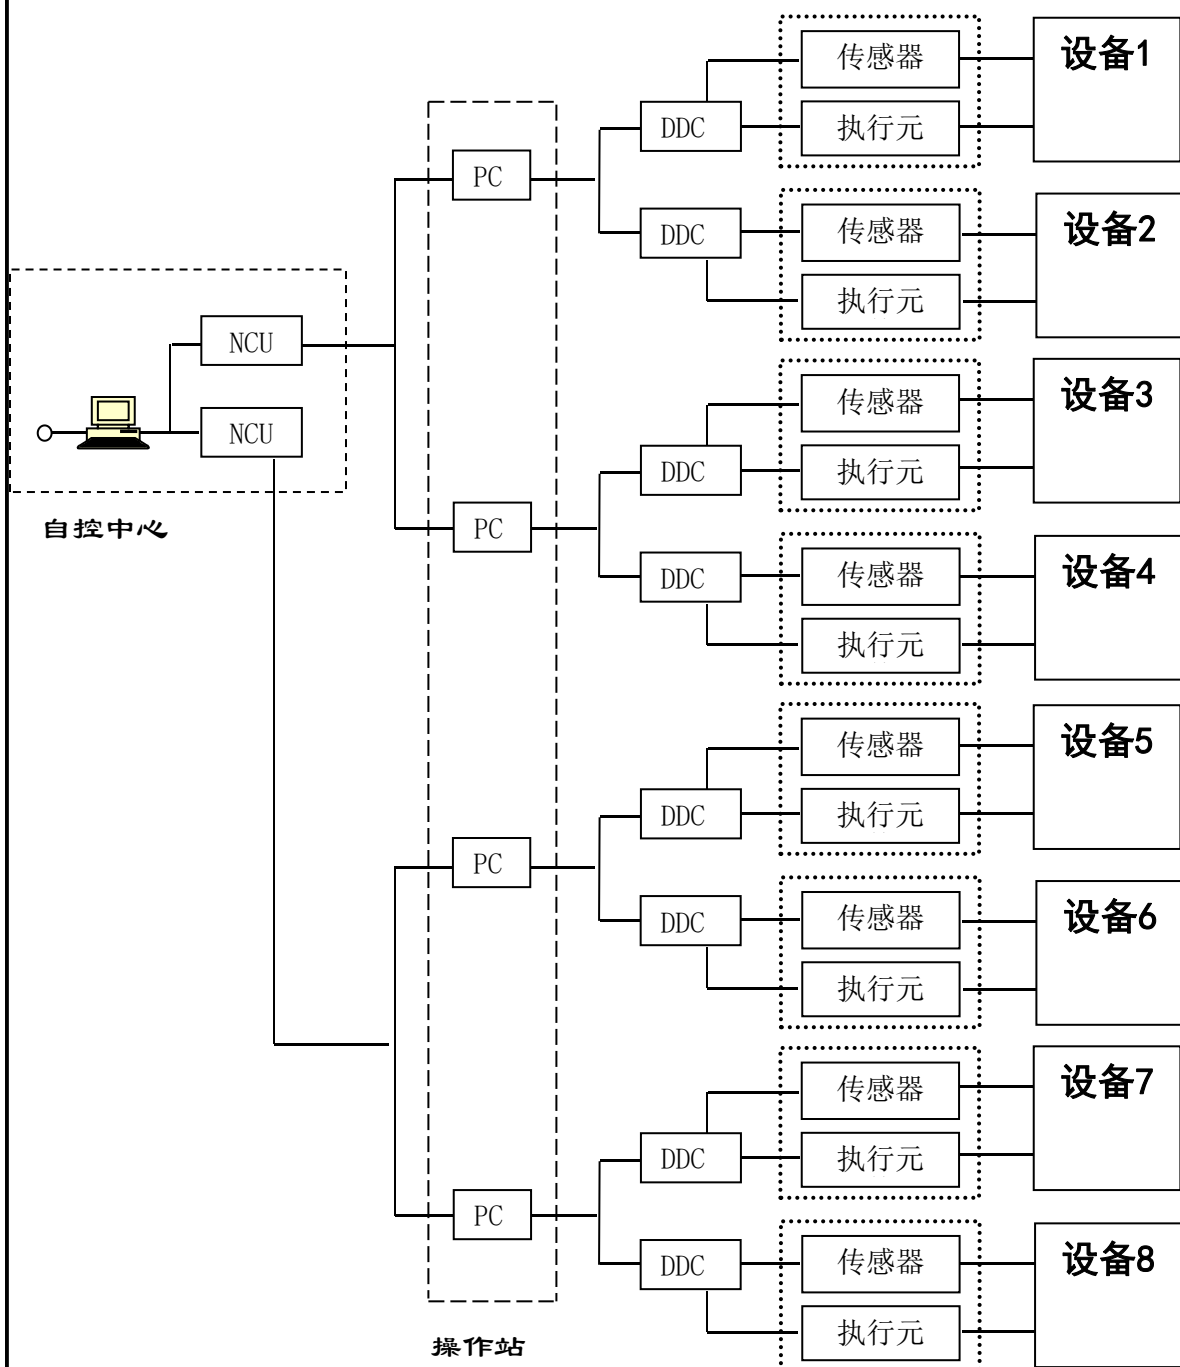 传感器
设备1
DDC
执行元
PC
DDC
传感器
设备2
执行元
NCU
传感器
设备3
NCU
DDC
执行元
自控中心
PC
DDC
传感器
设备4
执行元
传感器
设备5
DDC
执行元
PC
DDC
传感器
设备6
执行元
传感器
设备7
DDC
执行元
PC
DDC
传感器
设备8
执行元
操作站